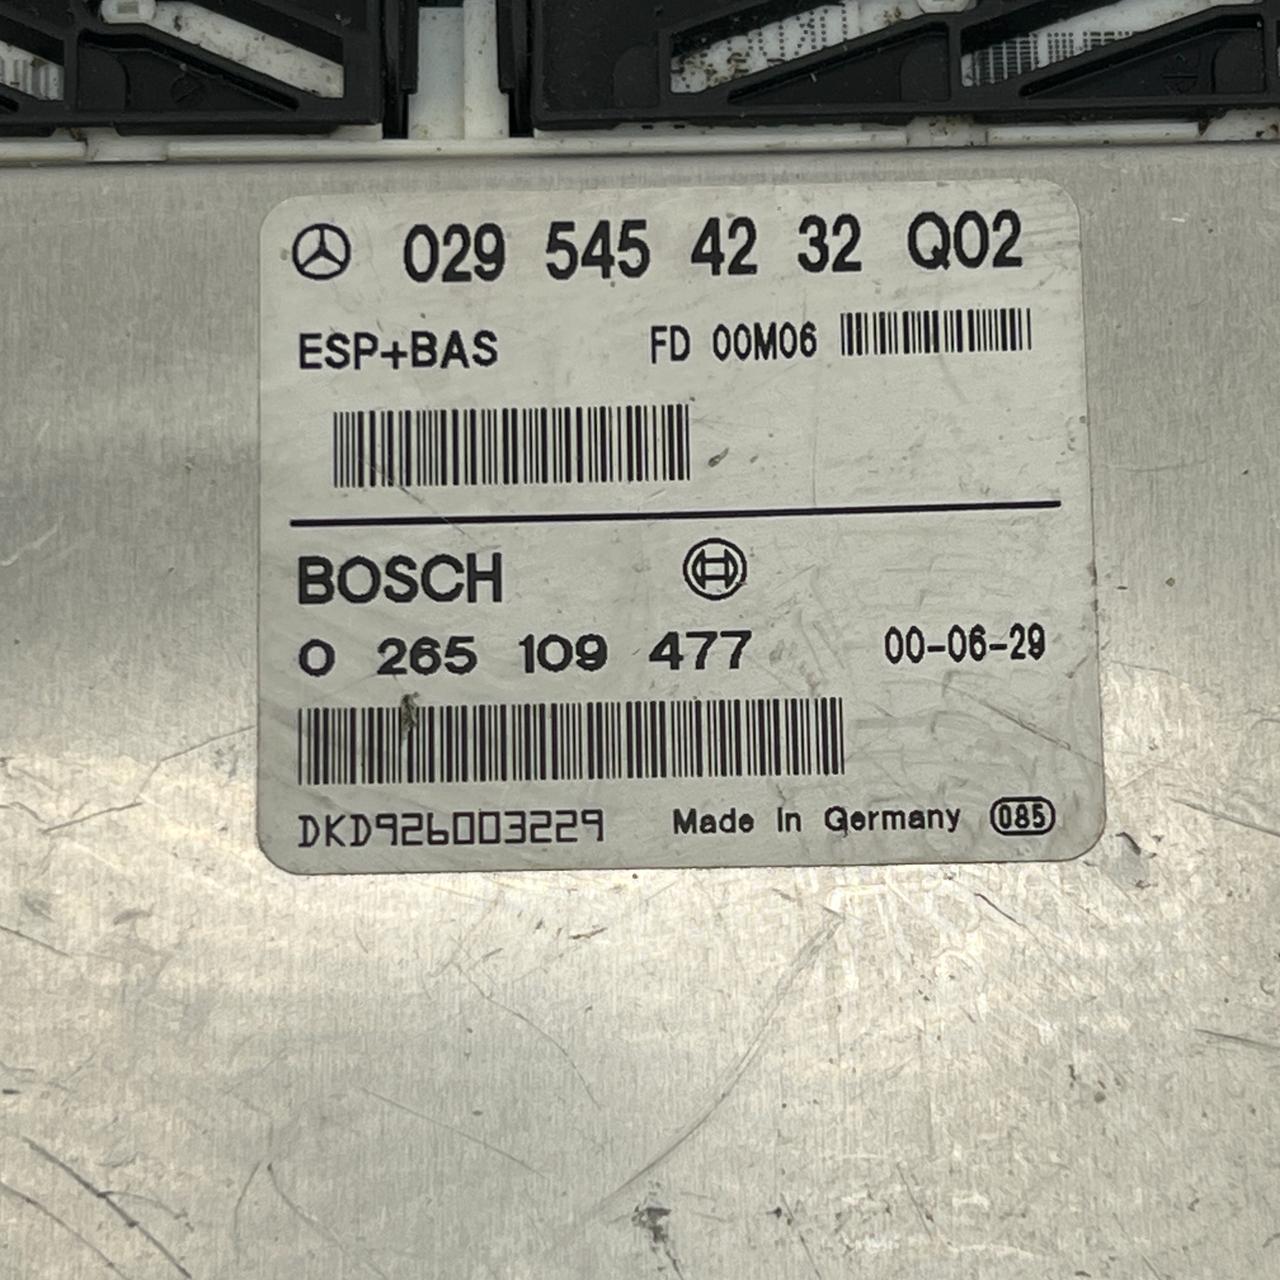 029 545 42 32 Q02
ESP+BAS FD 00M06
BOSCH
0 265 109 477 00-06-29
DKD926003229 Made in Germany 085